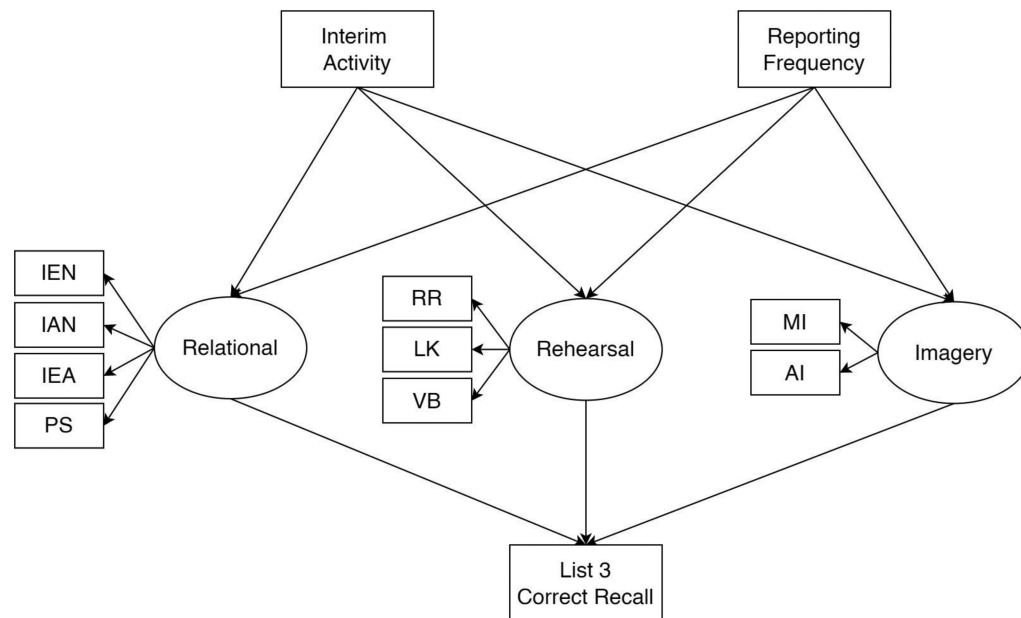 Interim
Activity
Reporting
Frequency
IEN
IAN
IEA
PS
Relational
RR
LK
VB
Rehearsal
MI
AI
Imagery
List 3
Correct Recall